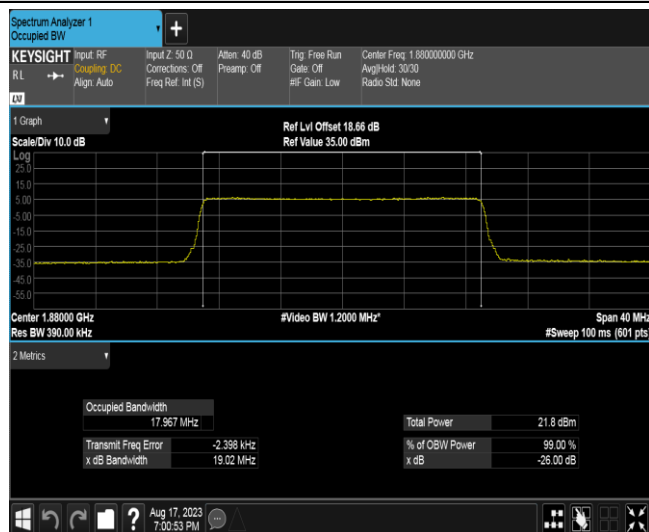 Spectrum Analyzer 1
Occupied BW
+
KEYSIGHT Input: RF Input Z: 50 Ω Atten: 40 dB Trig: Free Run Center Freq: 1.880000000 GHz
RL Coupling: DC Corrections: Off Preamp: Off Gate: Off Avg|Hold: 30/30
Align: Auto Freq Ref: Int (S) #IF Gain: Low Radio Std: None
LXI
1 Graph Ref Lvl Offset 18.66 dB
Scale/Div 10.0 dB Ref Value 35.00 dBm
Log
25.0
15.0
5.00
-5.00
-15.0
-25.0
-35.0
-45.0
-55.0
Center 1.88000 GHz #Video BW 1.2000 MHz* Span 40 MHz
Res BW 390.00 kHz #Sweep 100 ms (601 pts)
2 Metrics
Occupied Bandwidth
17.967 MHz Total Power 21.8 dBm
Transmit Freq Error -2.398 kHz % of OBW Power 99.00 %
x dB Bandwidth 19.02 MHz x dB -26.00 dB
? Aug 17, 2023
7:00:53 PM